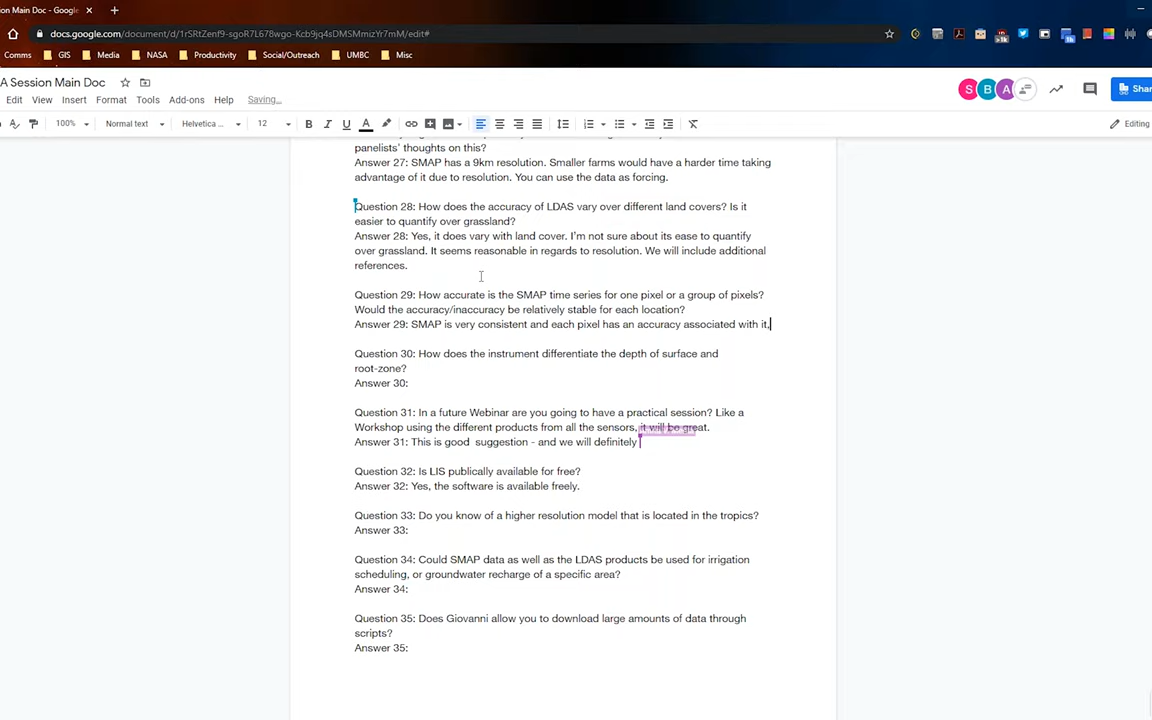 on Main Doc - Google
docs.google.com/document/d/1rSRtZenf9-sgoR7L678wgo-Kcb9jq4sDMSMmizYr7mM/edit#
Comms GIS Media NASA Productivity Social/Outreach UMBC Misc
A Session Main Doc
S B A
Shar
Edit View Insert Format Tools Add-ons Help Saving...
100% Normal text Helvetica ... 12 B I U A Editing
panelists' thoughts on this?
Answer 27: SMAP has a 9km resolution. Smaller farms would have a harder time taking
advantage of it due to resolution. You can use the data as forcing.
Question 28: How does the accuracy of LDAS vary over different land covers? Is it
easier to quantify over grassland?
Answer 28: Yes, it does vary with land cover. I'm not sure about its ease to quantify
over grassland. It seems reasonable in regards to resolution. We will include additional
references.
Question 29: How accurate is the SMAP time series for one pixel or a group of pixels?
Would the accuracy/inaccuracy be relatively stable for each location?
Answer 29: SMAP is very consistent and each pixel has an accuracy associated with it,
Question 30: How does the instrument differentiate the depth of surface and
root-zone?
Answer 30:
Question 31: In a future Webinar are you going to have a practical session? Like a
Workshop using the different products from all the sensors, it will be great.
Answer 31: This is good  suggestion - and we will definitely
Question 32: Is LIS publically available for free?
Answer 32: Yes, the software is available freely.
Question 33: Do you know of a higher resolution model that is located in the tropics?
Answer 33:
Question 34: Could SMAP data as well as the LDAS products be used for irrigation
scheduling, or groundwater recharge of a specific area?
Answer 34:
Question 35: Does Giovanni allow you to download large amounts of data through
scripts?
Answer 35: